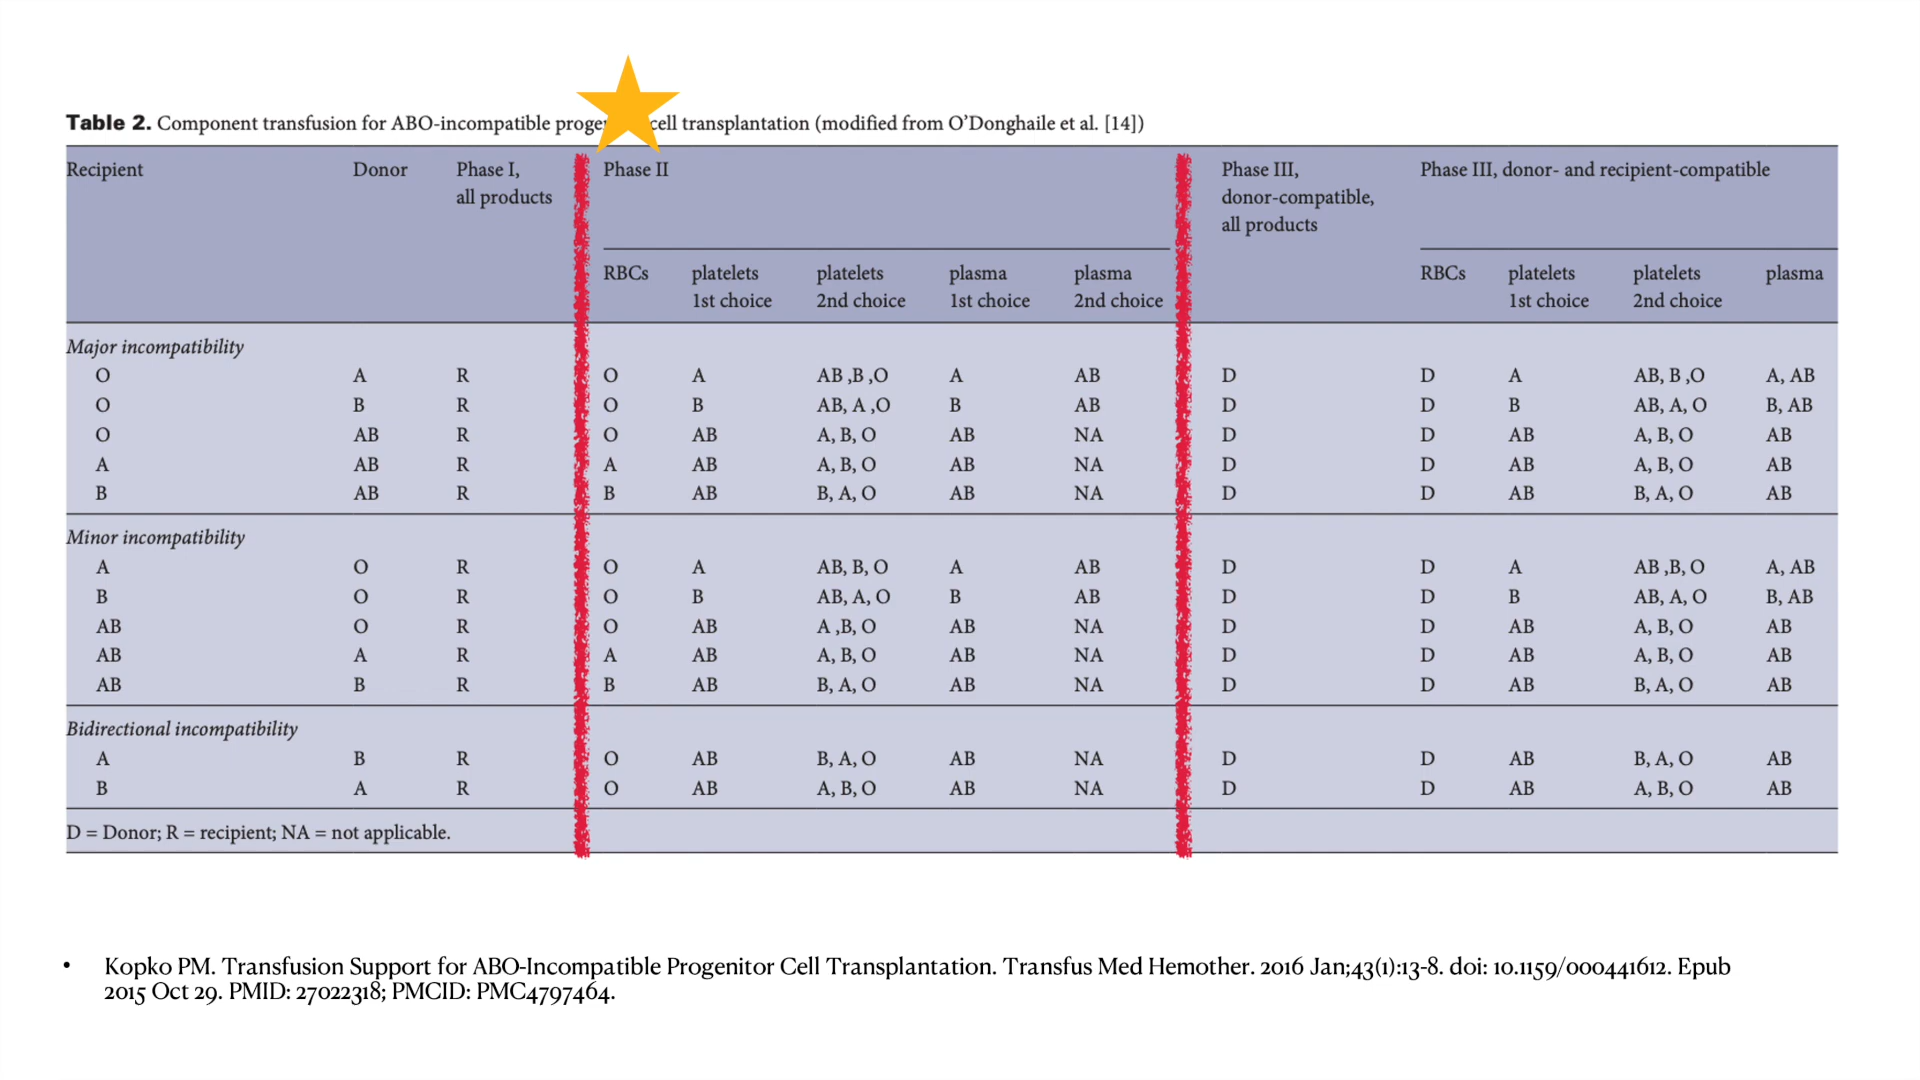 Table 2. Component transfusion for ABO-incompatible proge cell transplantation (modified from O’Donghaile et al. [14])
Recipient Donor Phase I, all products Phase II Phase III, donor-compatible, all products Phase III, donor- and recipient-compatible
RBCs platelets 1st choice platelets 2nd choice plasma 1st choice plasma 2nd choice RBCs platelets 1st choice platelets 2nd choice plasma
Major incompatibility
O A R O A AB ,B ,O A AB D D A AB, B ,O A, AB
O B R O B AB, A ,O B AB D D B AB, A, O B, AB
O AB R O AB A, B, O AB NA D D AB A, B, O AB
A AB R A AB A, B, O AB NA D D AB A, B, O AB
B AB R B AB B, A, O AB NA D D AB B, A, O AB
Minor incompatibility
A O R O A AB, B, O A AB D D A AB ,B, O A, AB
B O R O B AB, A, O B AB D D B AB, A, O B, AB
AB O R O AB A ,B, O AB NA D D AB A, B, O AB
AB A R A AB A, B, O AB NA D D AB A, B, O AB
AB B R B AB B, A, O AB NA D D AB B, A, O AB
Bidirectional incompatibility
A B R O AB B, A, O AB NA D D AB B, A, O AB
B A R O AB A, B, O AB NA D D AB A, B, O AB
D = Donor; R = recipient; NA = not applicable.
• Kopko PM. Transfusion Support for ABO-Incompatible Progenitor Cell Transplantation. Transfus Med Hemother. 2016 Jan;43(1):13-8. doi: 10.1159/000441612. Epub
2015 Oct 29. PMID: 27022318; PMCID: PMC4797464.